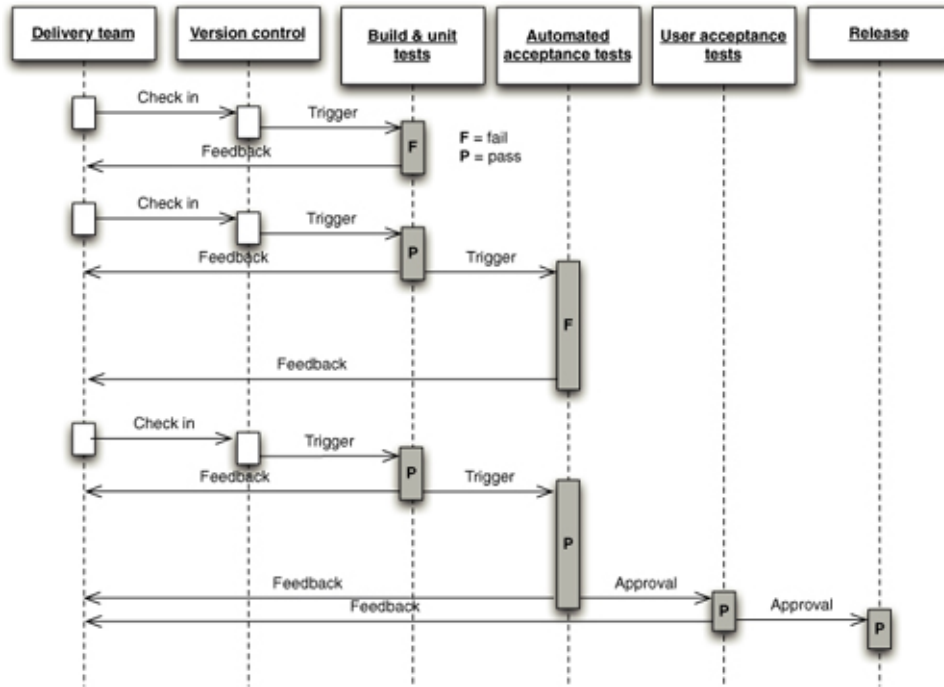 Delivery team
Version control
Build & unit
tests
Automated
acceptance tests
User acceptance
tests
Release
Check in
Trigger
F
F = fail
P = pass
Feedback
Check in
Trigger
P
Feedback
Trigger
F
Feedback
Check in
Trigger
P
Feedback
Trigger
P
Feedback
Approval
Feedback
P
Approval
P